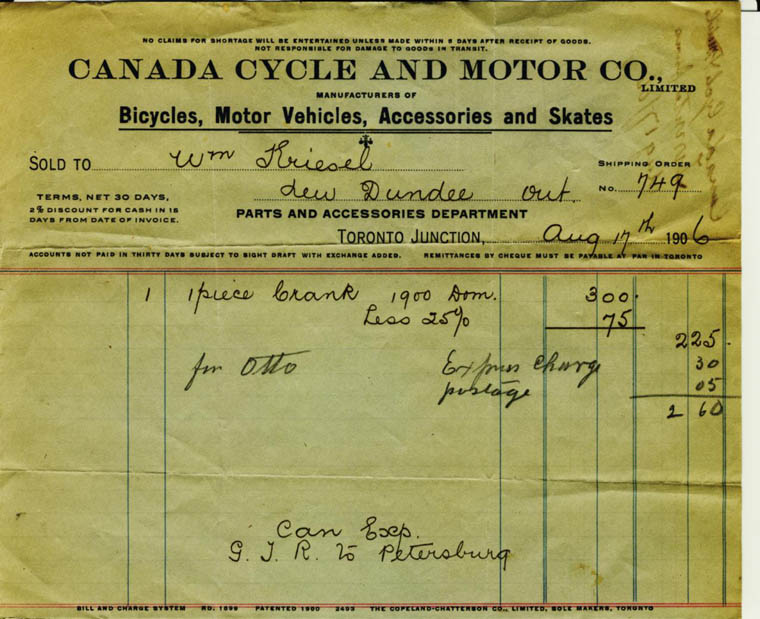 NO CLAIMS FOR SHORTAGE WILL BE ENTERTAINED UNLESS MADE WITHIN 5 DAYS AFTER RECEIPT OF GOODS.
NOT RESPONSIBLE FOR DAMAGE TO GOODS IN TRANSIT.
CANADA CYCLE AND MOTOR CO.,
LIMITED
MANUFACTURERS OF
Bicycles, Motor Vehicles, Accessories and Skates
SOLD TO Wm Kriesel
SHIPPING ORDER
New Dundee Ont.
No. 749
TERMS, NET 30 DAYS,
2% DISCOUNT FOR CASH IN 15
DAYS FROM DATE OF INVOICE.
PARTS AND ACCESSORIES DEPARTMENT
TORONTO JUNCTION, Aug 17th 1906
ACCOUNTS NOT PAID IN THIRTY DAYS SUBJECT TO SIGHT DRAFT WITH EXCHANGE ADDED. REMITTANCES BY CHEQUE MUST BE PAYABLE AT PAR IN TORONTO
1 1 piece Crank 1900 Dom. 300.
Less 25% 75
225.
for Otto Express Charge 30
postage 05
2 60
Can Exp.
G. T. R. to Petersburg
BILL AND CHARGE SYSTEM RD. 1899 PATENTED 1900 2493 THE COPELAND-CHATTERSON CO., LIMITED, SOLE MAKERS, TORONTO